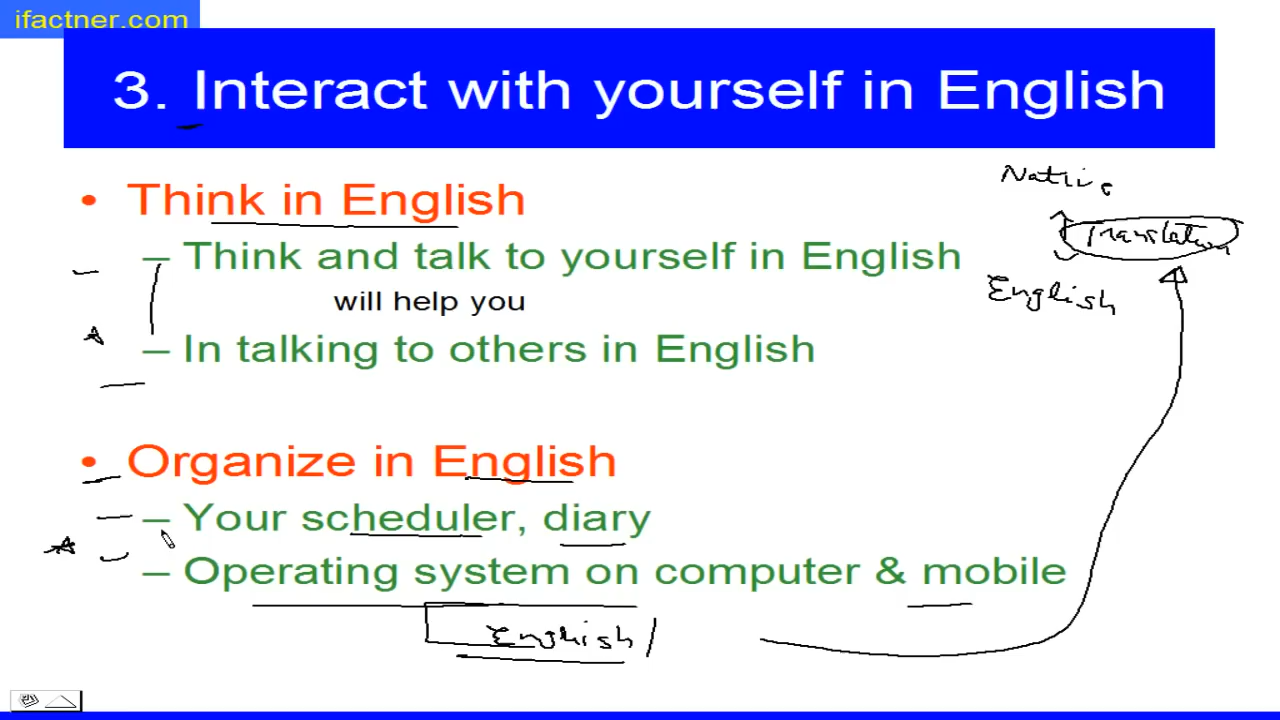 ifactner.com
3. Interact with yourself in English
• Think in English
– Think and talk to yourself in English
will help you
– In talking to others in English
Native
Translation
English
• Organize in English
– Your scheduler, diary
– Operating system on computer & mobile
English